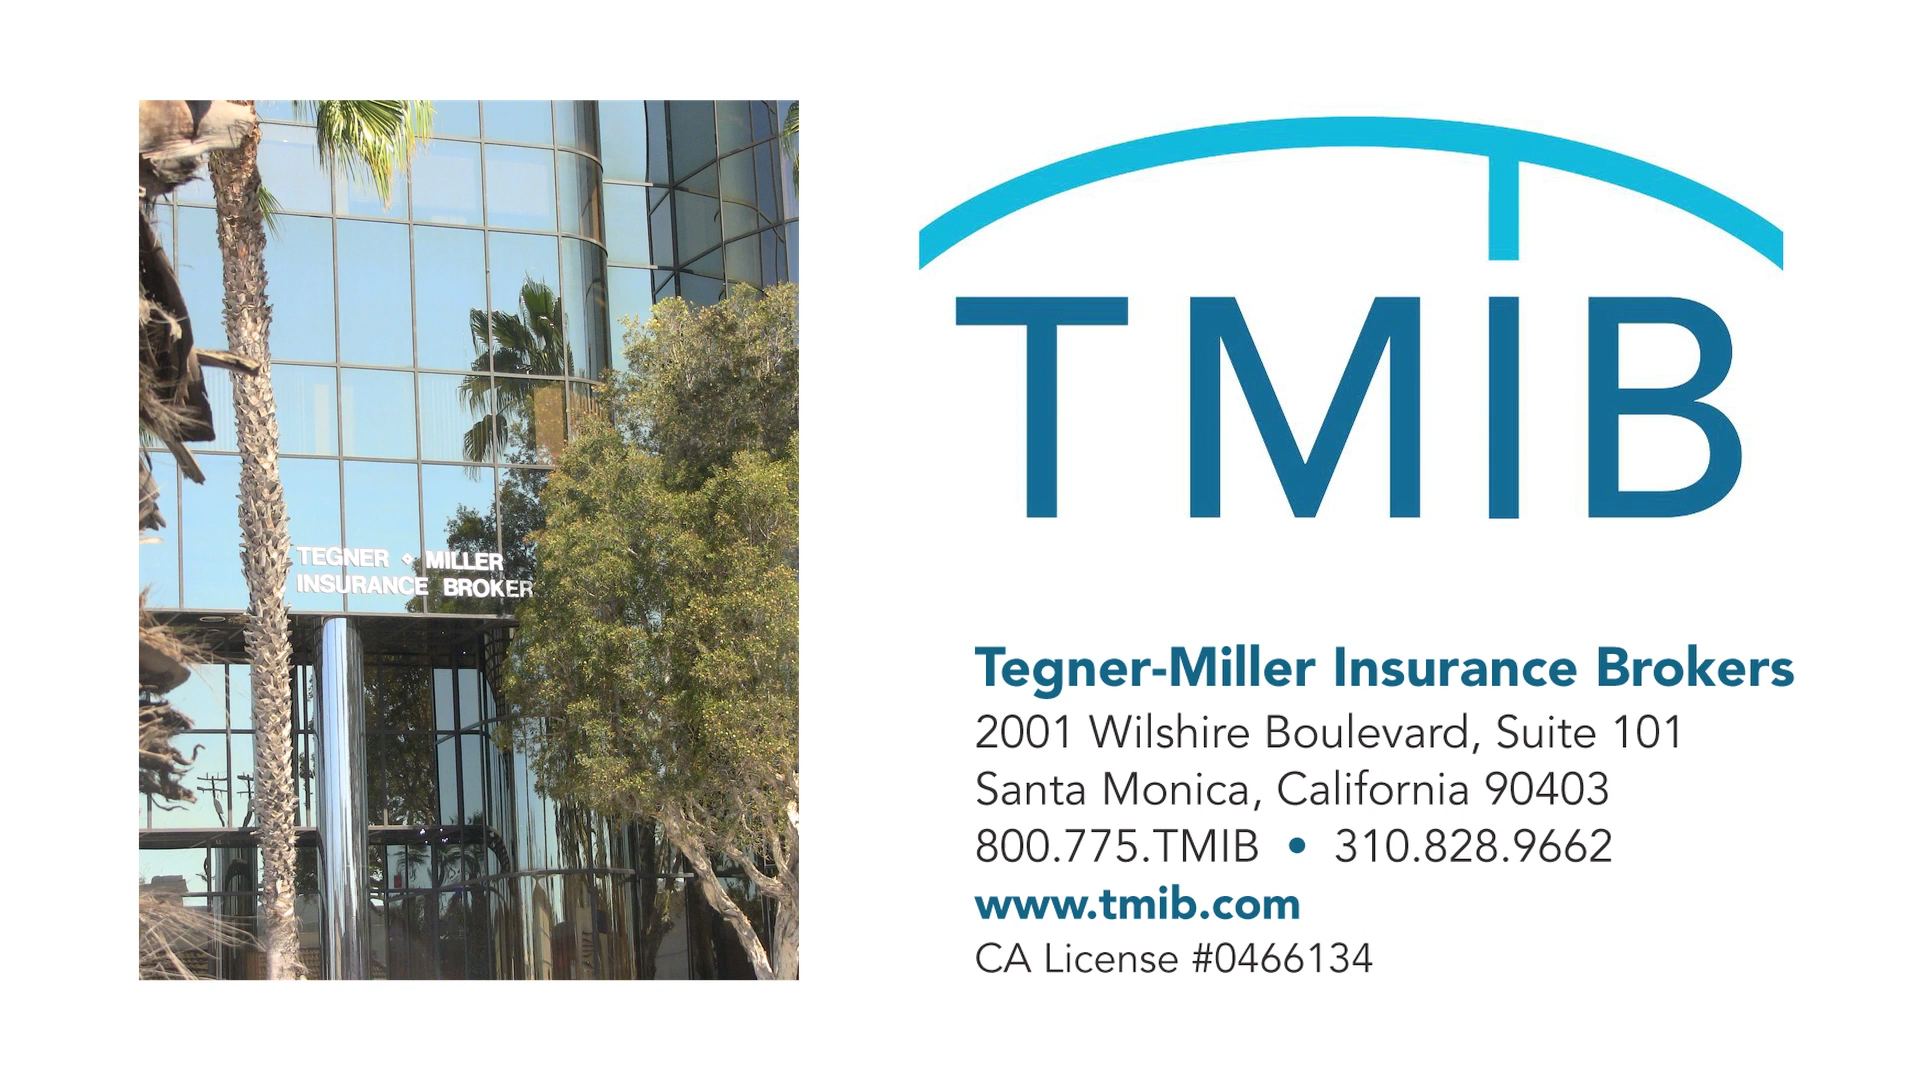 TEGNER ⋄ MILLER
INSURANCE BROKER
TMIB
Tegner-Miller Insurance Brokers
2001 Wilshire Boulevard, Suite 101
Santa Monica, California 90403
800.775.TMIB • 310.828.9662
www.tmib.com
CA License #0466134